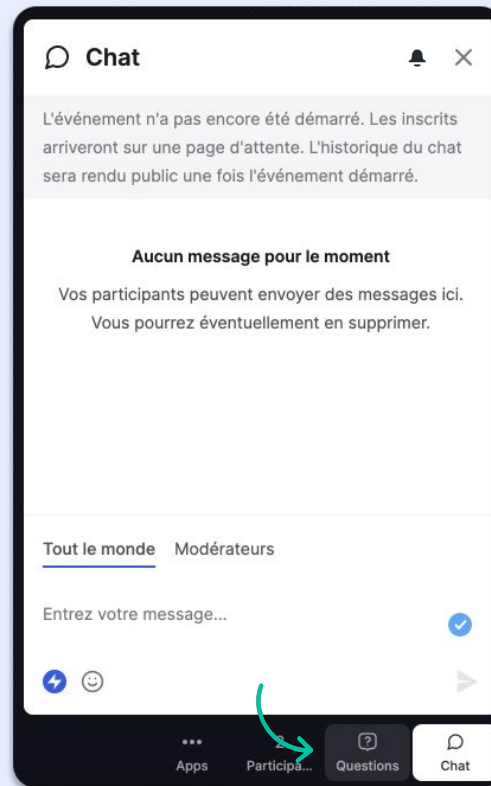 Chat
L'événement n'a pas encore été démarré. Les inscrits
arriveront sur une page d'attente. L'historique du chat
sera rendu public une fois l'événement démarré.
Aucun message pour le moment
Vos participants peuvent envoyer des messages ici.
Vous pourrez éventuellement en supprimer.
Tout le monde Modérateurs
Entrez votre message...
2
Apps Participa... Questions Chat